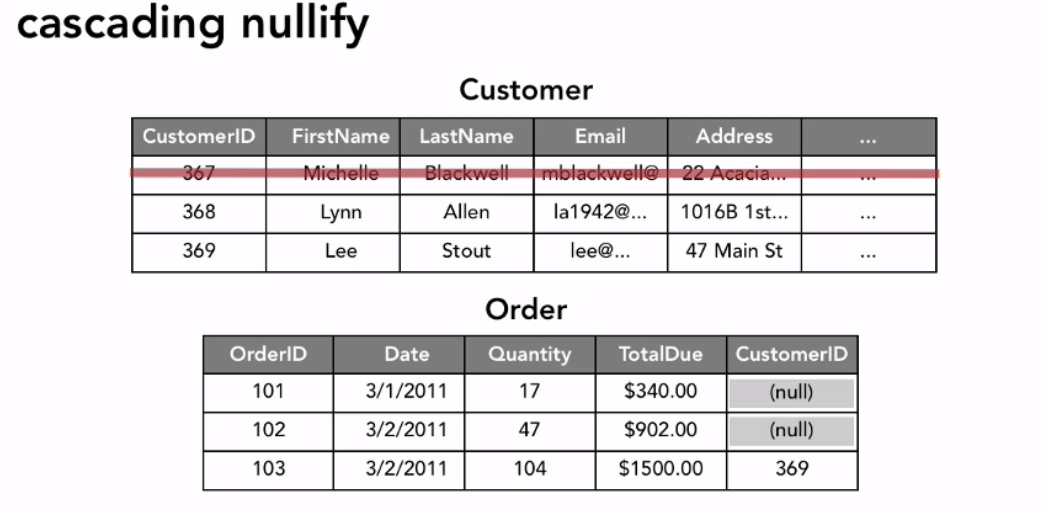 cascading nullify
Customer
CustomerID FirstName LastName Email Address ...
367 Michelle Blackwell mblackwell@ 22 Acacia... ...
368 Lynn Allen la1942@... 1016B 1st... ...
369 Lee Stout lee@... 47 Main St ...
Order
OrderID Date Quantity TotalDue CustomerID
101 3/1/2011 17 $340.00 (null)
102 3/2/2011 47 $902.00 (null)
103 3/2/2011 104 $1500.00 369